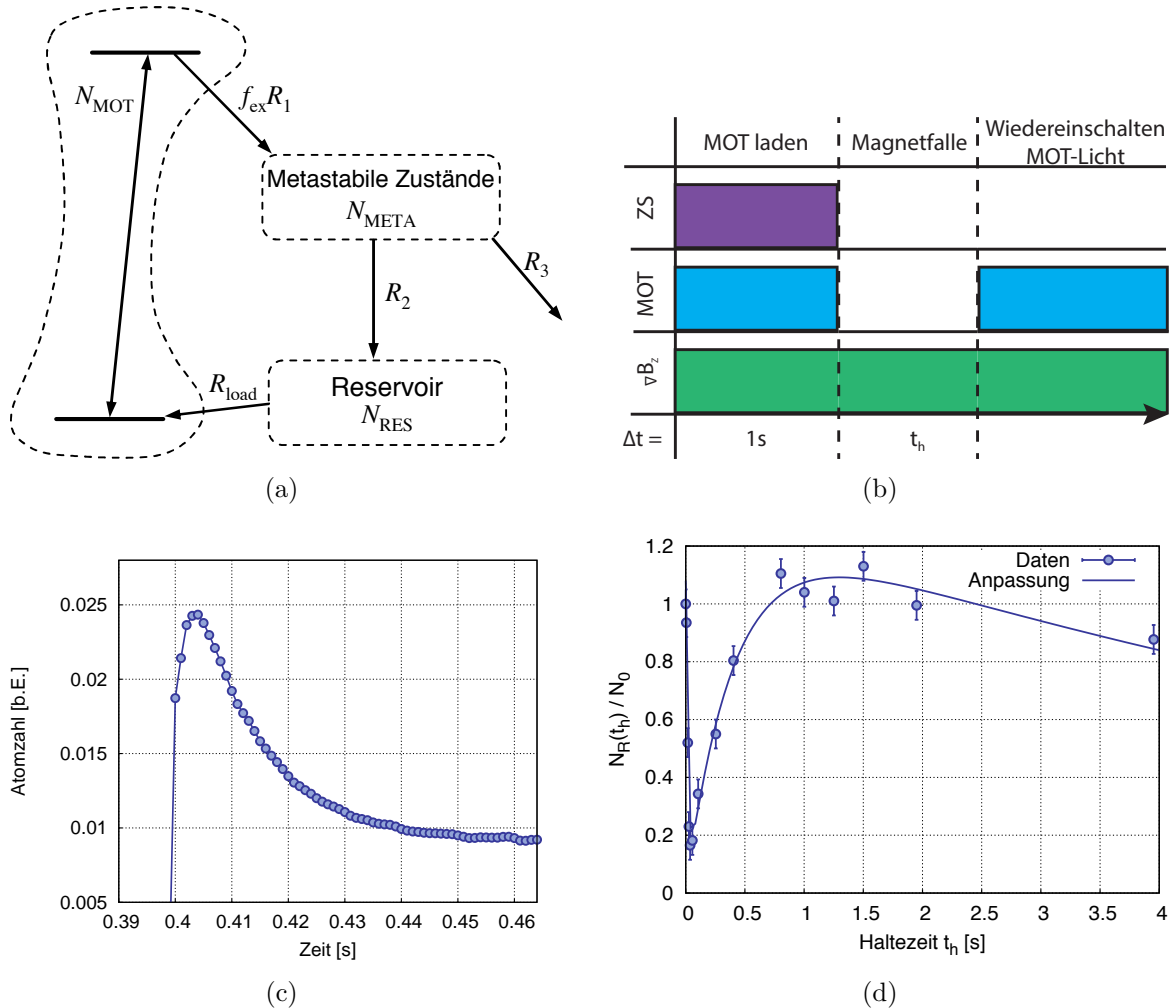 N_MOT
f_ex R_1
Metastabile Zustände
N_META
R_3
R_2
R_load
Reservoir
N_RES
(a)
MOT laden
Magnetfalle
Wiedereinschalten
MOT-Licht
ZS
MOT
∇B_z
Δt =
1s
t_h
(b)
Atomzahl [b.E.]
0.025
0.02
0.015
0.01
0.005
0.39 0.4 0.41 0.42 0.43 0.44 0.45 0.46
Zeit [s]
(c)
N_R(t_h) / N_0
1.2
1
0.8
0.6
0.4
0.2
0
Daten
Anpassung
0 0.5 1 1.5 2 2.5 3 3.5 4
Haltezeit t_h [s]
(d)